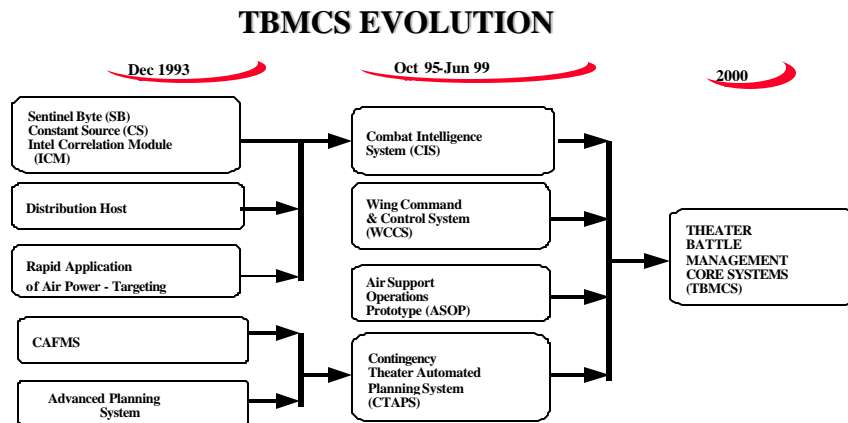 TBMCS EVOLUTION
Dec 1993
Oct 95-Jun 99
2000
Sentinel Byte (SB)
Constant Source (CS)
Intel Correlation Module
(ICM)
Distribution Host
Rapid Application
of Air Power - Targeting
CAFMS
Advanced Planning
System
Combat Intelligence
System (CIS)
Wing Command
& Control System
(WCCS)
Air Support
Operations
Prototype (ASOP)
Contingency
Theater Automated
Planning System
(CTAPS)
THEATER
BATTLE
MANAGEMENT
CORE SYSTEMS
(TBMCS)